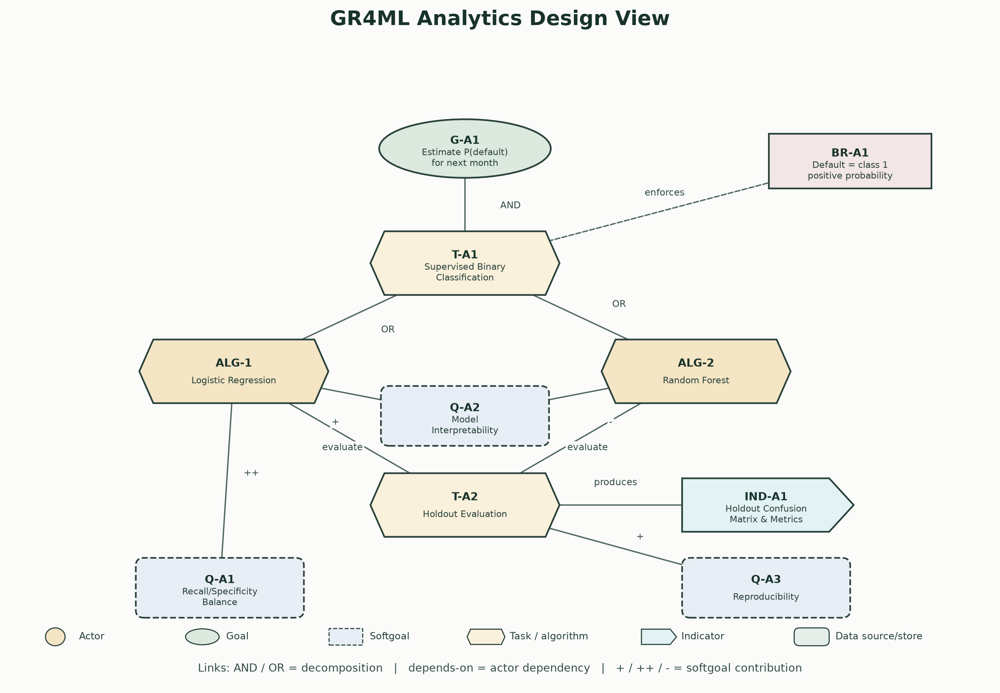 GR4ML Analytics Design View
G-A1
Estimate P(default)
for next month
BR-A1
Default = class 1
positive probability
enforces
AND
T-A1
Supervised Binary
Classification
OR
OR
ALG-1
Logistic Regression
ALG-2
Random Forest
Q-A2
Model
Interpretability
+
-
evaluate
evaluate
++
T-A2
Holdout Evaluation
produces
IND-A1
Holdout Confusion
Matrix & Metrics
+
Q-A1
Recall/Specificity
Balance
Q-A3
Reproducibility
Actor
Goal
Softgoal
Task / algorithm
Indicator
Data source/store
Links: AND / OR = decomposition | depends-on = actor dependency | + / ++ / - = softgoal contribution